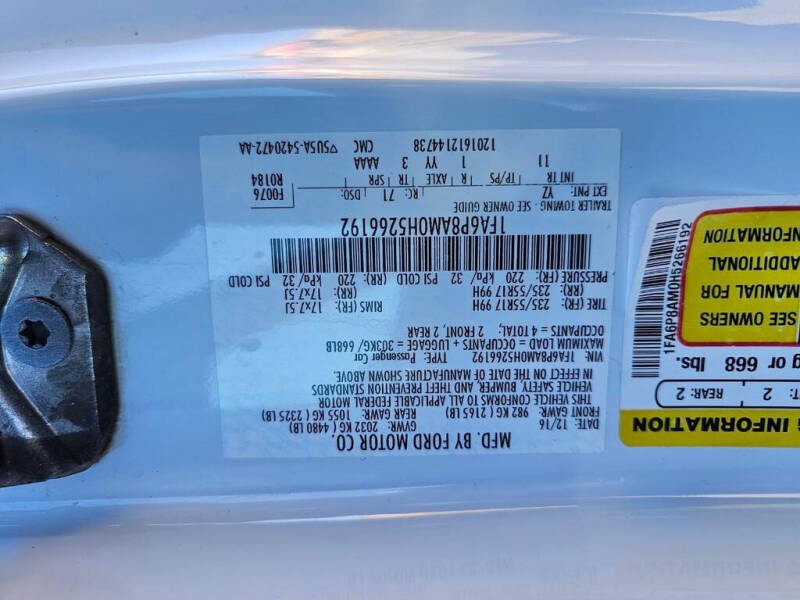 MFD. BY FORD MOTOR CO.
DATE: 12/16 GVWR: 2032 KG ( 4480 LB)
FRONT GAWR: 982 KG ( 2165 LB) REAR GAWR: 1055 KG ( 2325 LB)
THIS VEHICLE CONFORMS TO ALL APPLICABLE FEDERAL MOTOR
VEHICLE SAFETY, BUMPER, AND THEFT PREVENTION STANDARDS
IN EFFECT ON THE DATE OF MANUFACTURE SHOWN ABOVE.
VIN: 1FA6P8AM0H5266192 TYPE: Passenger Car
MAXIMUM LOAD = OCCUPANTS + LUGGAGE = 303KG/ 668LB
OCCUPANTS: 4 TOTAL; 2 FRONT, 2 REAR
TIRE (FR): 235/55R17 99H RIMS (FR): 17x7.5J
(RR): 235/55R17 99H (RR): 17x7.5J
PRESSURE (FR): 220 kPa/ 32 PSI COLD (RR): 220 kPa/ 32 PSI COLD
1FA6P8AM0H5266192
TRAILER TOWING - SEE OWNER GUIDE
EXT PNT: YZ RC: 71 DSO: F0076
INT TR TP/PS R AXLE TR SPR R0184
11 1 YY 3 AAAA
120161214473​8 CMC ▽5U5A-5420472-AA
G INFORMATION
T: 2 REAR: 2
g or 668 lbs.
SEE OWNERS
MANUAL FOR
ADDITIONAL
INFORMATION
1FA6P8AM0H5266192